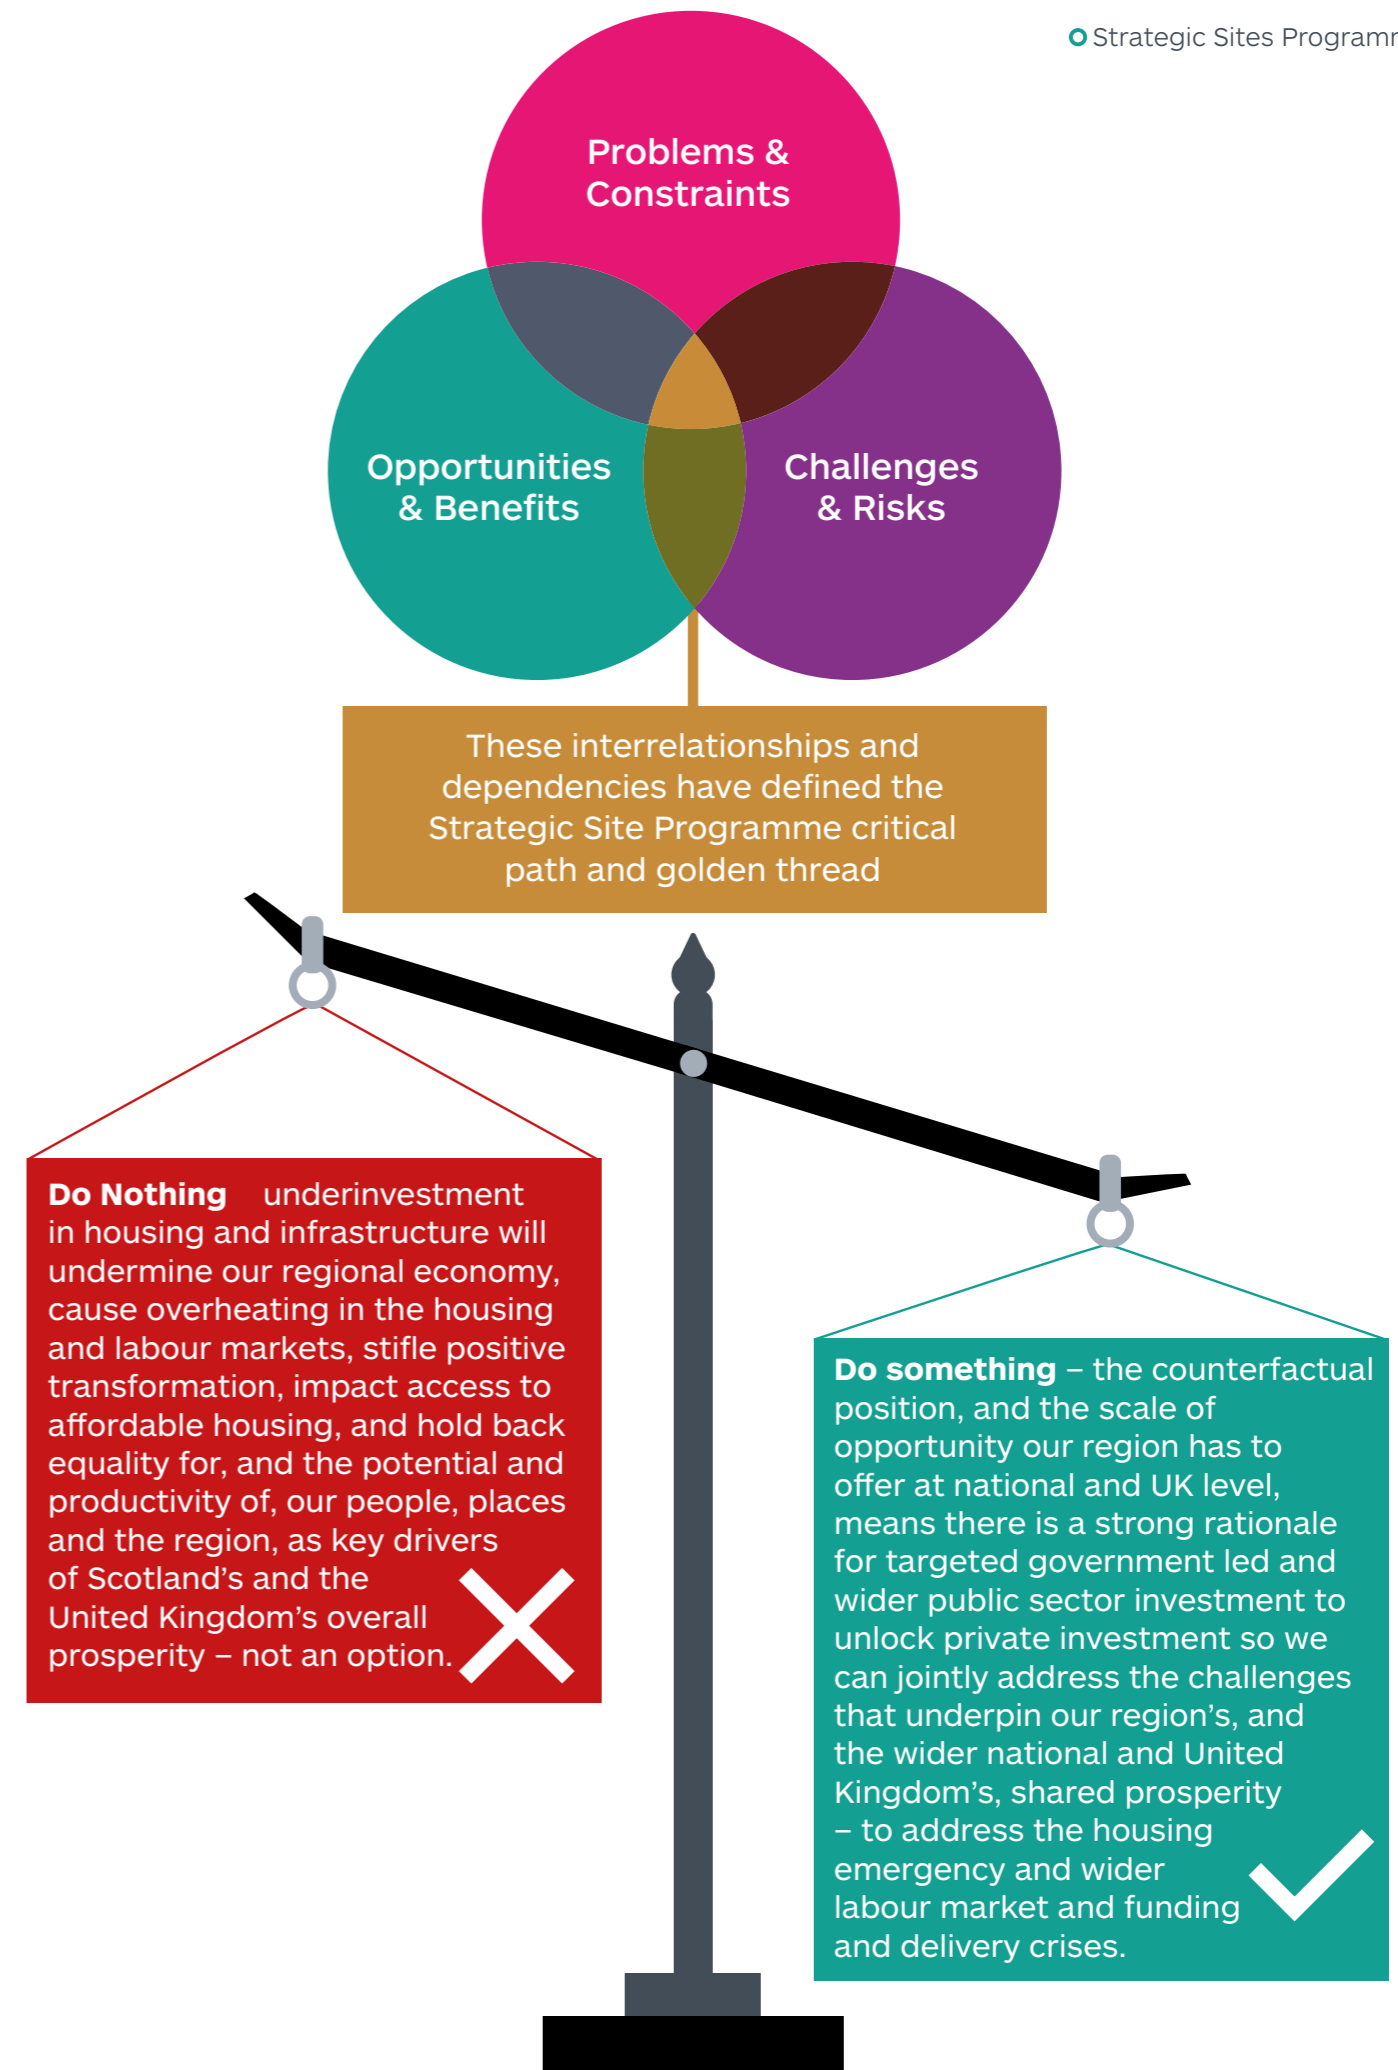 Strategic Sites Programm
Problems &
Constraints
Opportunities
& Benefits
Challenges
& Risks
These interrelationships and
dependencies have defined the
Strategic Site Programme critical
path and golden thread
Do Nothing underinvestment
in housing and infrastructure will
undermine our regional economy,
cause overheating in the housing
and labour markets, stifle positive
transformation, impact access to
affordable housing, and hold back
equality for, and the potential and
productivity of, our people, places
and the region, as key drivers
of Scotland's and the
United Kingdom's overall
prosperity – not an option.
Do something – the counterfactual
position, and the scale of
opportunity our region has to
offer at national and UK level,
means there is a strong rationale
for targeted government led and
wider public sector investment to
unlock private investment so we
can jointly address the challenges
that underpin our region's, and
the wider national and United
Kingdom's, shared prosperity
– to address the housing
emergency and wider
labour market and funding
and delivery crises.